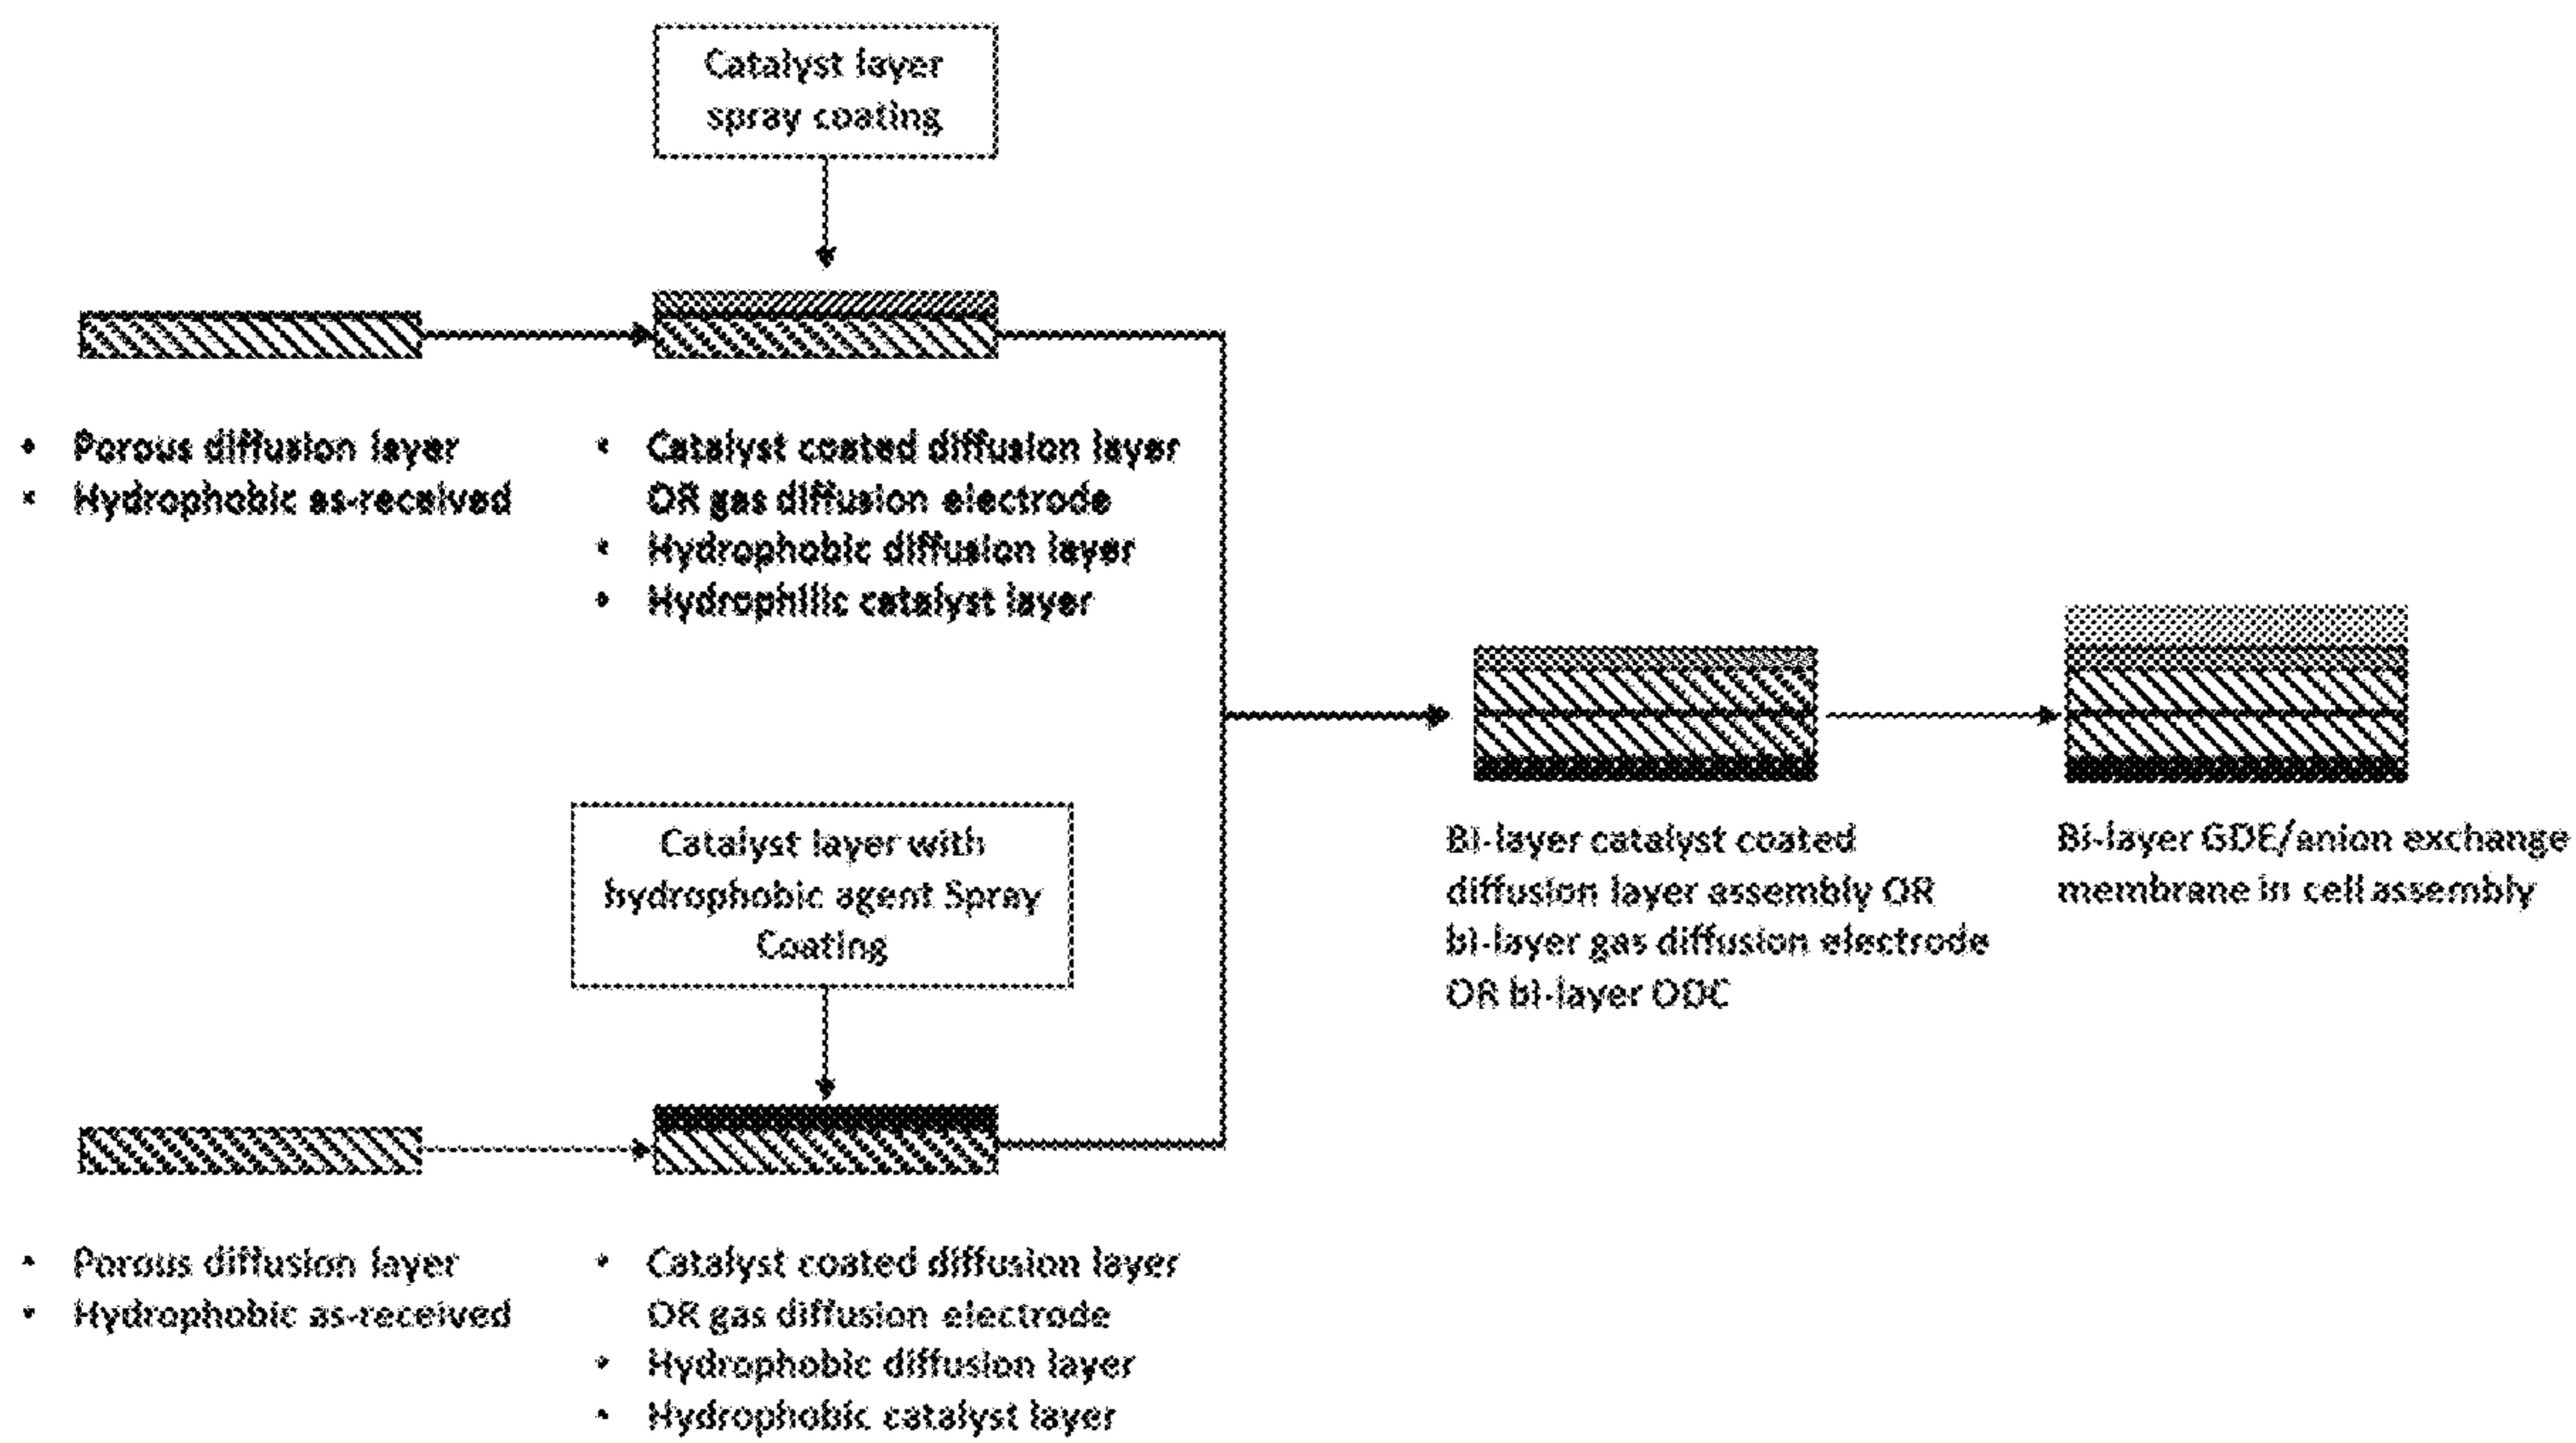 Catalyst layer
spray coating
• Porous diffusion layer
• Hydrophobic as-received
• Catalyst coated diffusion layer
OR gas diffusion electrode
• Hydrophobic diffusion layer
• Hydrophilic catalyst layer
Catalyst layer with
hydrophobic agent Spray
Coating
• Porous diffusion layer
• Hydrophobic as-received
• Catalyst coated diffusion layer
OR gas diffusion electrode
• Hydrophobic diffusion layer
• Hydrophobic catalyst layer
Bi-layer catalyst coated
diffusion layer assembly OR
bi-layer gas diffusion electrode
OR bi-layer ODC
Bi-layer GDE/anion exchange
membrane in cell assembly